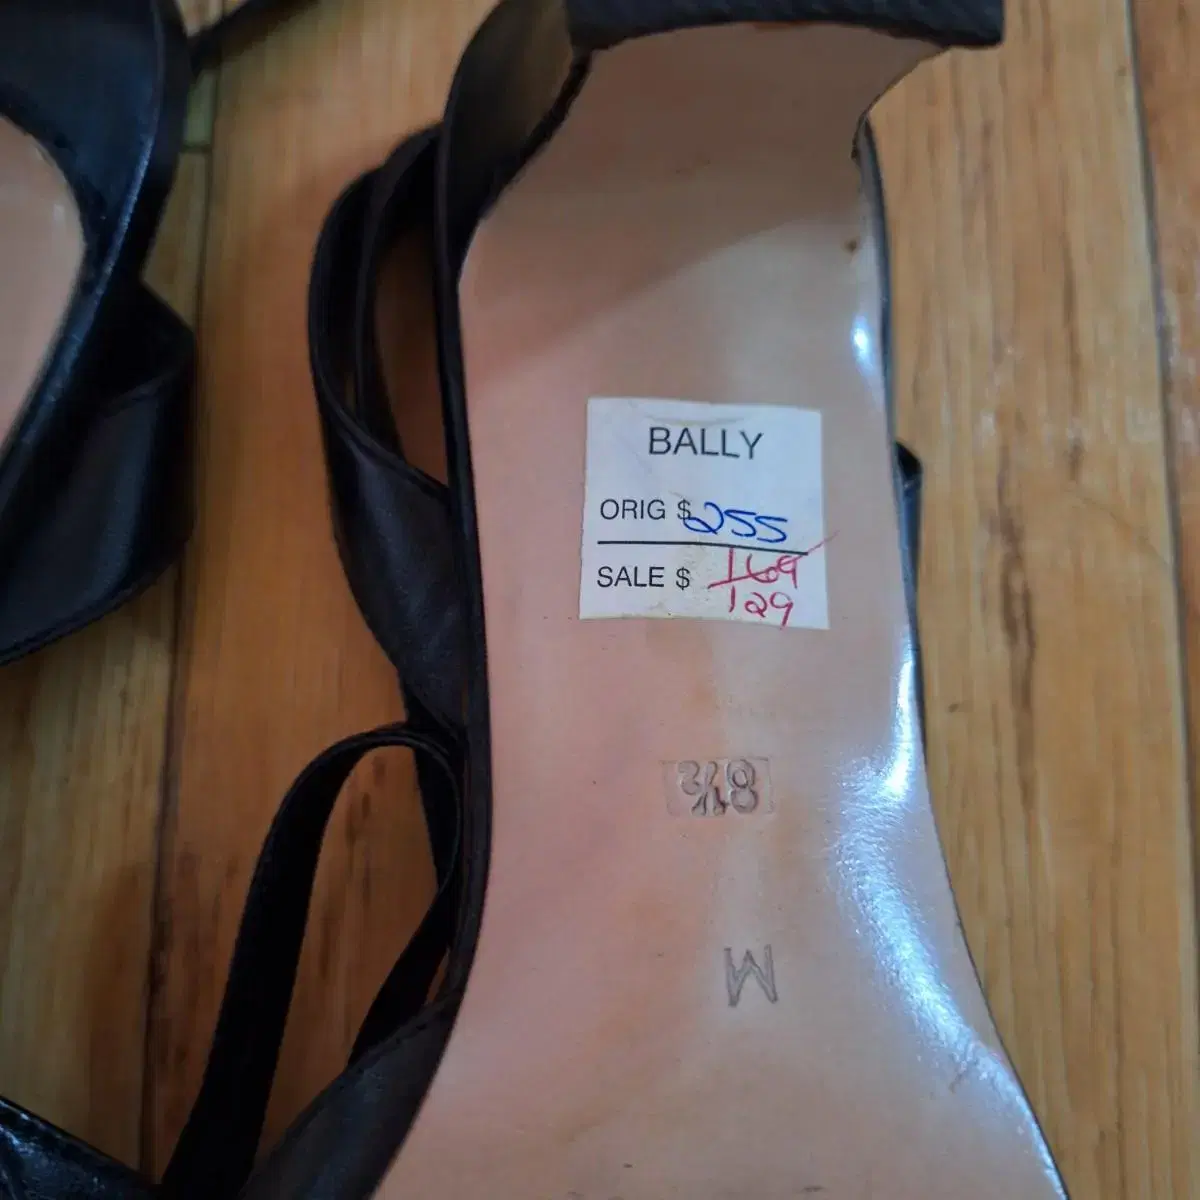 BALLY
ORIG $ 255
SALE $ 169
129
8½
M